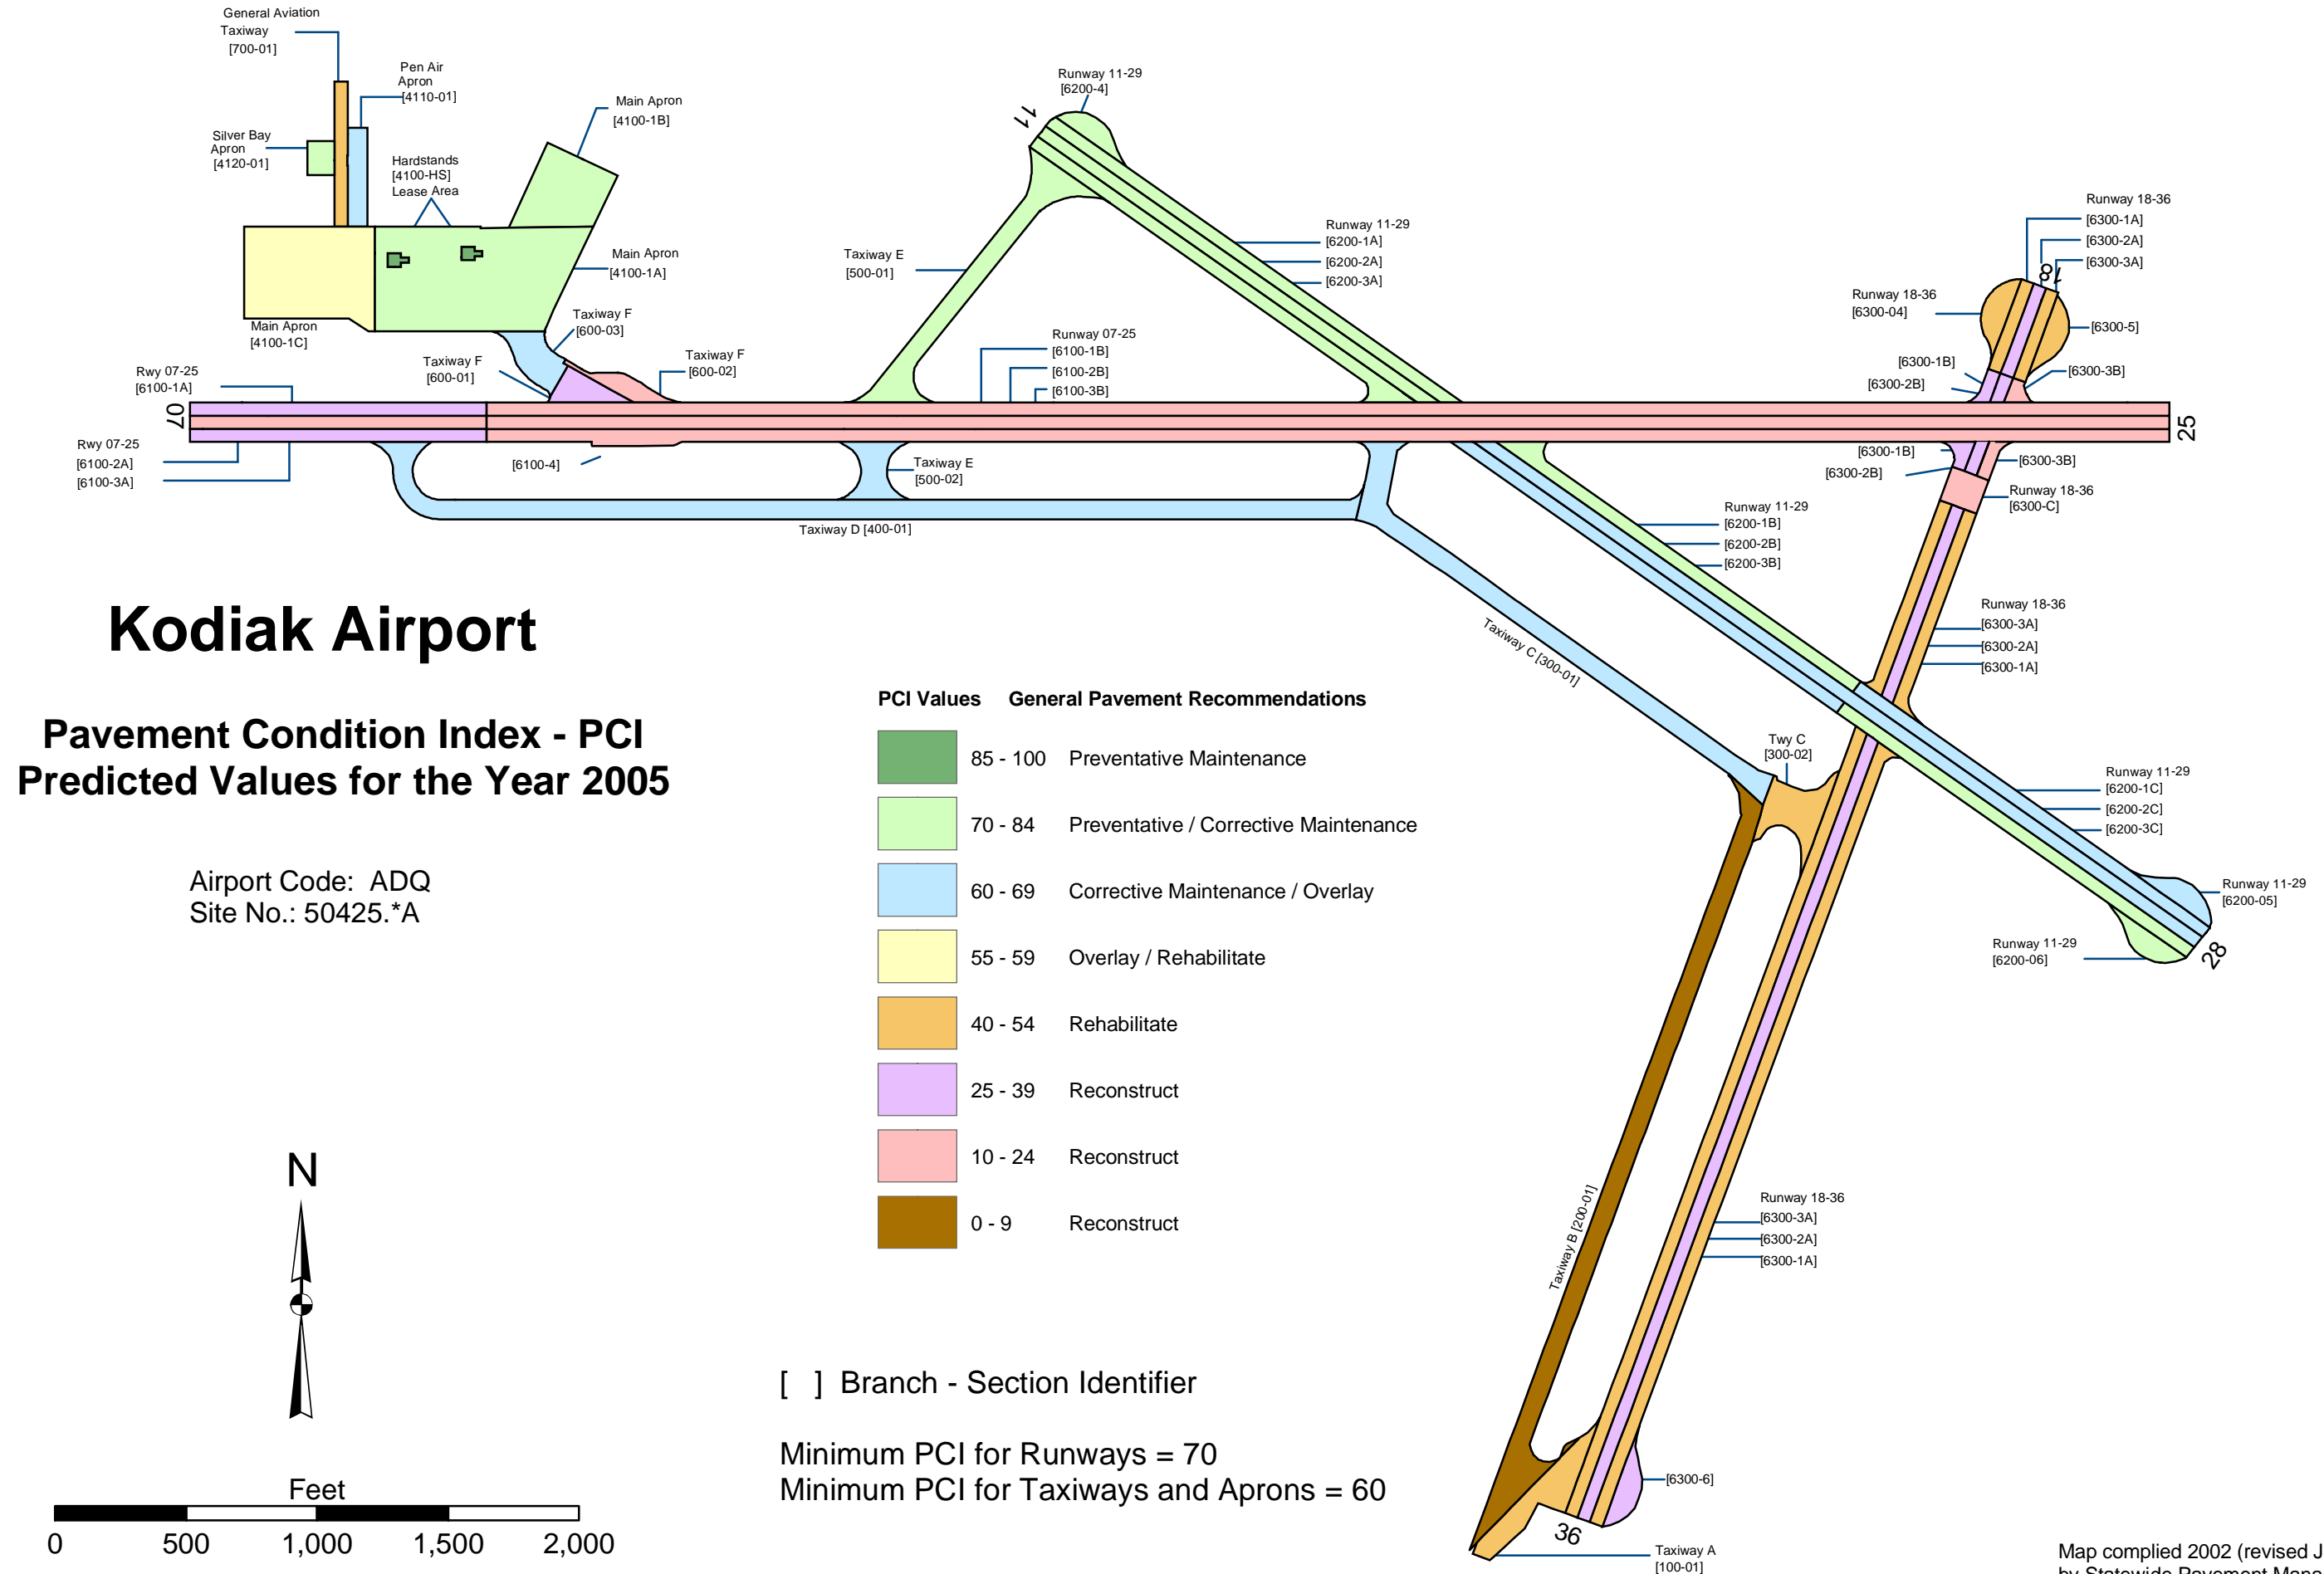 General Aviation
Taxiway
[700-01]
Pen Air
Apron
[4110-01]
Silver Bay
Apron
[4120-01]
Hardstands
[4100-HS]
Lease Area
Main Apron
[4100-1B]
Main Apron
[4100-1A]
Main Apron
[4100-1C]
Taxiway F
[600-03]
Taxiway F
[600-01]
Taxiway F
[600-02]
Rwy 07-25
[6100-1A]
07
Rwy 07-25
[6100-2A]
[6100-3A]
[6100-4]
Runway 11-29
[6200-4]
11
Taxiway E
[500-01]
Runway 11-29
[6200-1A]
[6200-2A]
[6200-3A]
Runway 07-25
[6100-1B]
[6100-2B]
[6100-3B]
Taxiway E
[500-02]
Taxiway D [400-01]
Runway 18-36
[6300-1A]
[6300-2A]
[6300-3A]
18
Runway 18-36
[6300-04]
[6300-5]
[6300-1B]
[6300-2B]
[6300-3B]
25
[6300-1B]
[6300-2B]
[6300-3B]
Runway 18-36
[6300-C]
Runway 11-29
[6200-1B]
[6200-2B]
[6200-3B]
Runway 18-36
[6300-3A]
[6300-2A]
[6300-1A]
Taxiway C [300-01]
Twy C
[300-02]
Runway 11-29
[6200-1C]
[6200-2C]
[6200-3C]
Runway 11-29
[6200-05]
Runway 11-29
[6200-06]
28
Taxiway B [200-01]
Runway 18-36
[6300-3A]
[6300-2A]
[6300-1A]
[6300-6]
36
Taxiway A
[100-01]
Kodiak Airport
Pavement Condition Index - PCI
Predicted Values for the Year 2005
Airport Code: ADQ
Site No.: 50425.*A
PCI Values General Pavement Recommendations
85 - 100 Preventative Maintenance
70 - 84 Preventative / Corrective Maintenance
60 - 69 Corrective Maintenance / Overlay
55 - 59 Overlay / Rehabilitate
40 - 54 Rehabilitate
25 - 39 Reconstruct
10 - 24 Reconstruct
0 - 9 Reconstruct
N
Feet
0 500 1,000 1,500 2,000
[ ] Branch - Section Identifier
Minimum PCI for Runways = 70
Minimum PCI for Taxiways and Aprons = 60
Map complied 2002 (revised J
by Statewide Pavement Mana